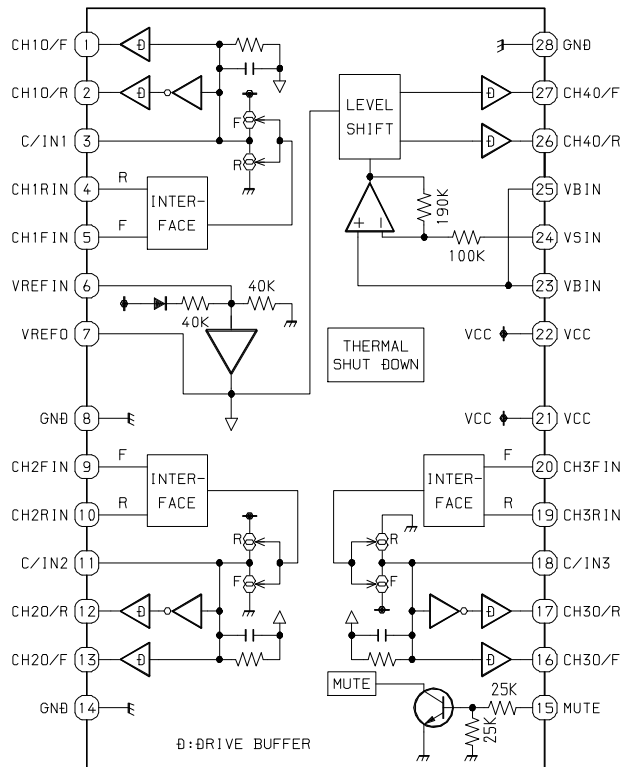 CH1O/F 1
28 GND
CH1O/R 2
27 CH4O/F
C/IN1 3
26 CH4O/R
CH1RIN 4 R
25 VBIN
CH1FIN 5 F
24 VSIN
VREFIN 6
23 VBIN
VREFO 7
VCC 22 VCC
GND 8
VCC 21 VCC
CH2FIN 9 F
F 20 CH3FIN
CH2RIN 10 R
R 19 CH3RIN
C/IN2 11
18 C/IN3
CH2O/R 12
17 CH3O/R
CH2O/F 13
16 CH3O/F
GND 14
15 MUTE
D
D
F
R
INTER-
FACE
LEVEL
SHIFT
D
D
+ -
190K
100K
40K
40K
THERMAL
SHUT DOWN
INTER-
FACE
R
F
D
D
INTER-
FACE
R
F
D
D
MUTE
25K
25K
D:DRIVE BUFFER